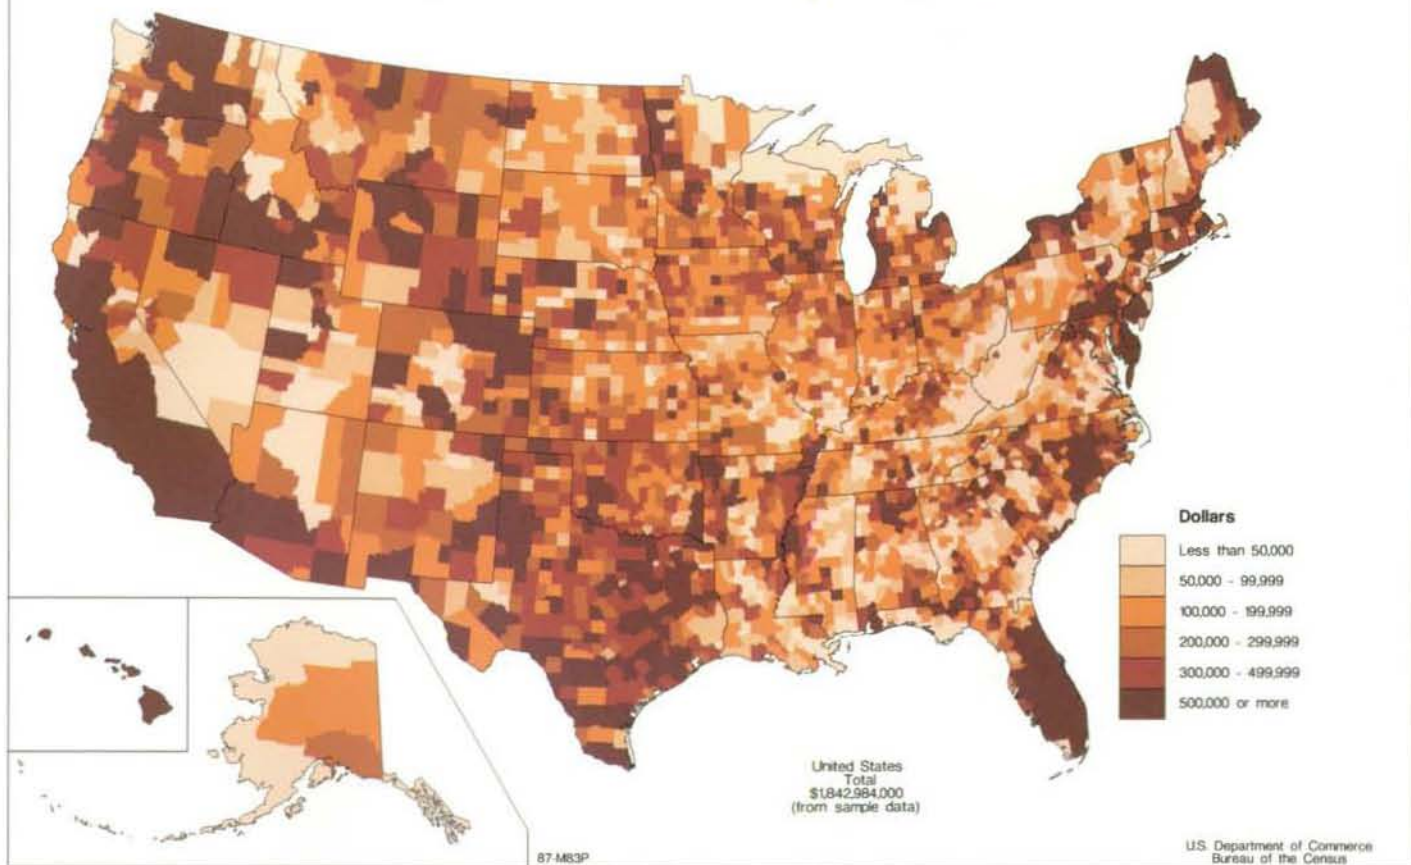 Dollars
Less than 50,000
50,000 - 99,999
100,000 - 199,999
200,000 - 299,999
300,000 - 499,999
500,000 or more
United States
Total
$1,842,984,000
(from sample data)
87-M83P
U.S. Department of Commerce
Bureau of the Census